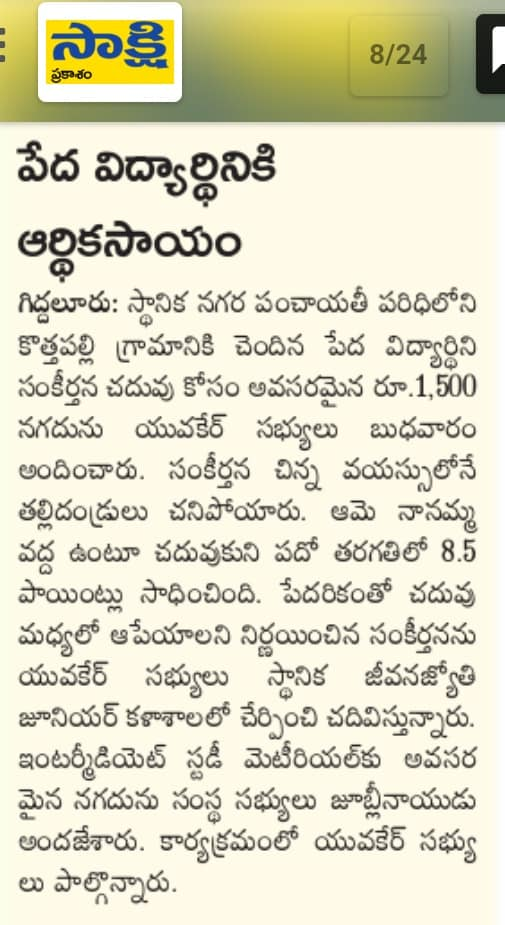 సాక్షి
ప్రకాశం
8/24
పేద విద్యార్థినికి
ఆర్థికసాయం
గిద్దలూరు: స్థానిక నగర పంచాయతీ పరిధిలోని
కొత్తపల్లి గ్రామానికి చెందిన పేద విద్యార్థిని
సంకీర్తన చదువు కోసం అవసరమైన రూ.1,500
నగదును యువకేర్ సభ్యులు బుధవారం
అందించారు. సంకీర్తన చిన్న వయస్సులోనే
తల్లిదండ్రులు చనిపోయారు. ఆమె నానమ్మ
వద్ద ఉంటూ చదువుకుని పదో తరగతిలో 8.5
పాయింట్లు సాధించింది. పేదరికంతో చదువు
మధ్యలో ఆపేయాలని నిర్ణయించిన సంకీర్తనను
యువకేర్ సభ్యులు స్థానిక జీవనజ్యోతి
జూనియర్ కళాశాలలో చేర్పించి చదివిస్తున్నారు.
ఇంటర్మీడియెట్ స్టడీ మెటీరియల్‌కు అవసర
మైన నగదును సంస్థ సభ్యులు జూబ్లీనాయుడు
అందజేశారు. కార్యక్రమంలో యువకేర్ సభ్యు
లు పాల్గొన్నారు.